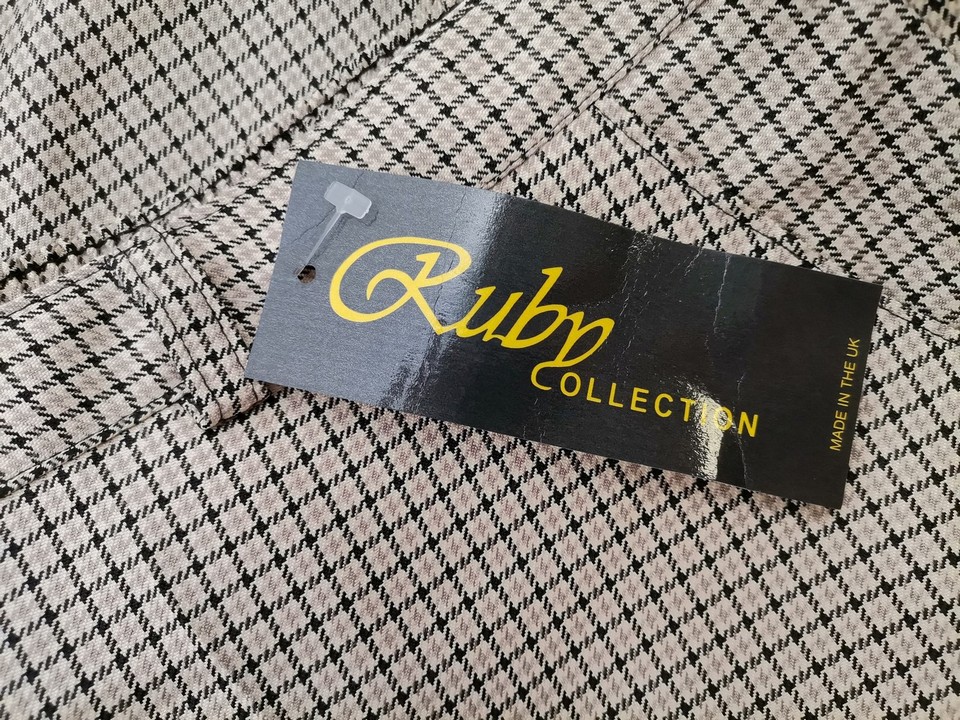 Ruby
COLLECTION
MADE IN THE UK